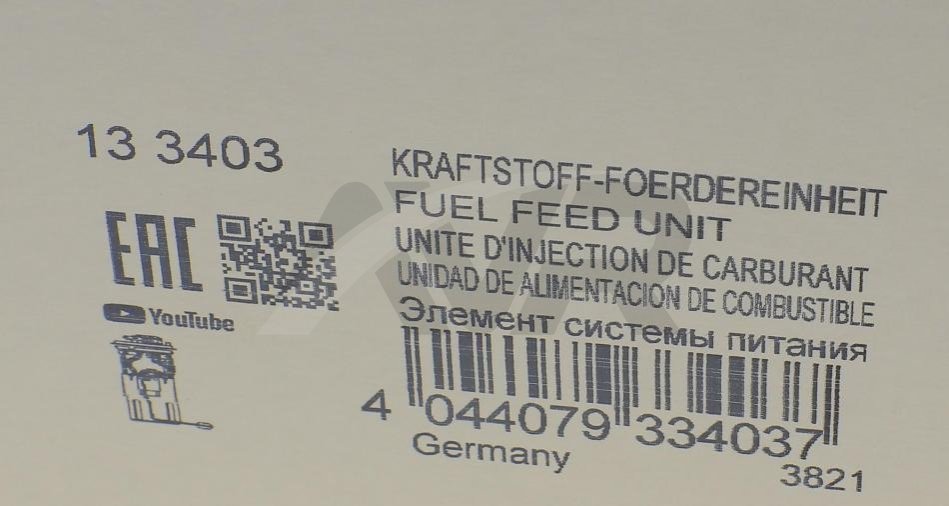 13 3403
KRAFTSTOFF-FOERDEREINHEIT
FUEL FEED UNIT
UNITE D'INJECTION DE CARBURANT
UNIDAD DE ALIMENTACION DE COMBUSTIBLE
Элемент системы питания
EAC
YouTube
4 044079 334037
Germany
3821